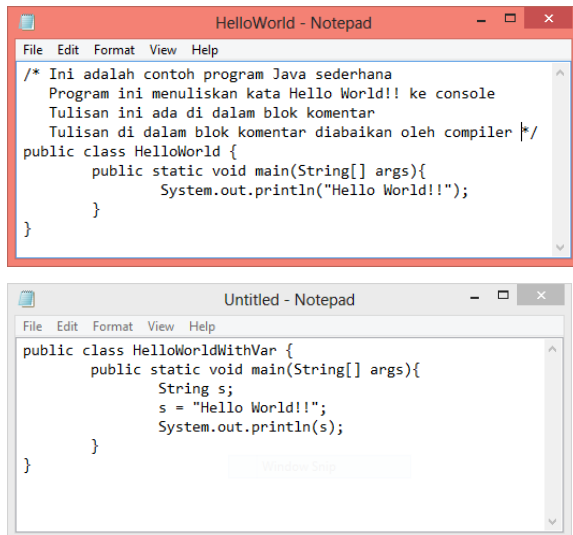 HelloWorld - Notepad
File Edit Format View Help
/* Ini adalah contoh program Java sederhana
   Program ini menuliskan kata Hello World!! ke console
   Tulisan ini ada di dalam blok komentar
   Tulisan di dalam blok komentar diabaikan oleh compiler */
public class HelloWorld {
        public static void main(String[] args){
                System.out.println("Hello World!!");
        }
}
Untitled - Notepad
File Edit Format View Help
public class HelloWorldWithVar {
        public static void main(String[] args){
                String s;
                s = "Hello World!!";
                System.out.println(s);
        }
}
Window Snip